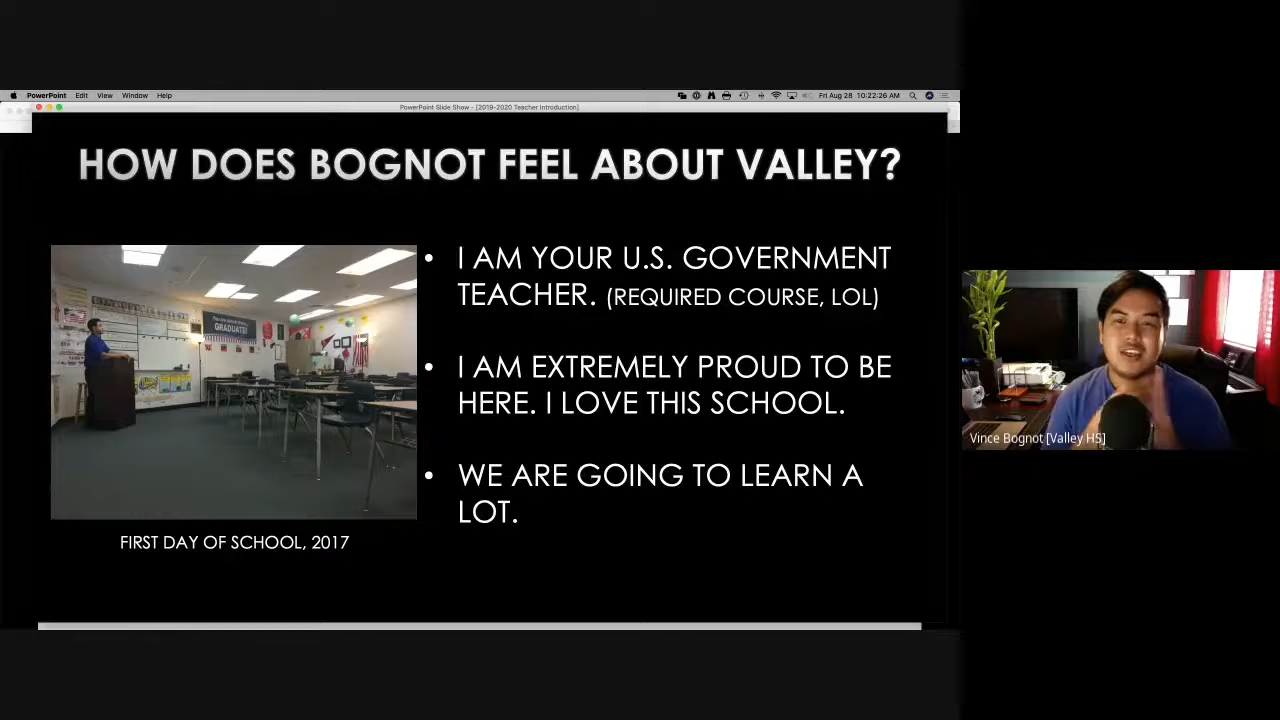 PowerPoint Edit View Window Help
Fri Aug 28 10:22:26 AM
PowerPoint Slide Show - [2019-2020 Teacher Introduction]
HOW DOES BOGNOT FEEL ABOUT VALLEY?
• I AM YOUR U.S. GOVERNMENT
TEACHER. (REQUIRED COURSE, LOL)
• I AM EXTREMELY PROUD TO BE
HERE. I LOVE THIS SCHOOL.
• WE ARE GOING TO LEARN A
LOT.
GRADUATE!
FIRST DAY OF SCHOOL, 2017
Vince Bognot [Valley HS]